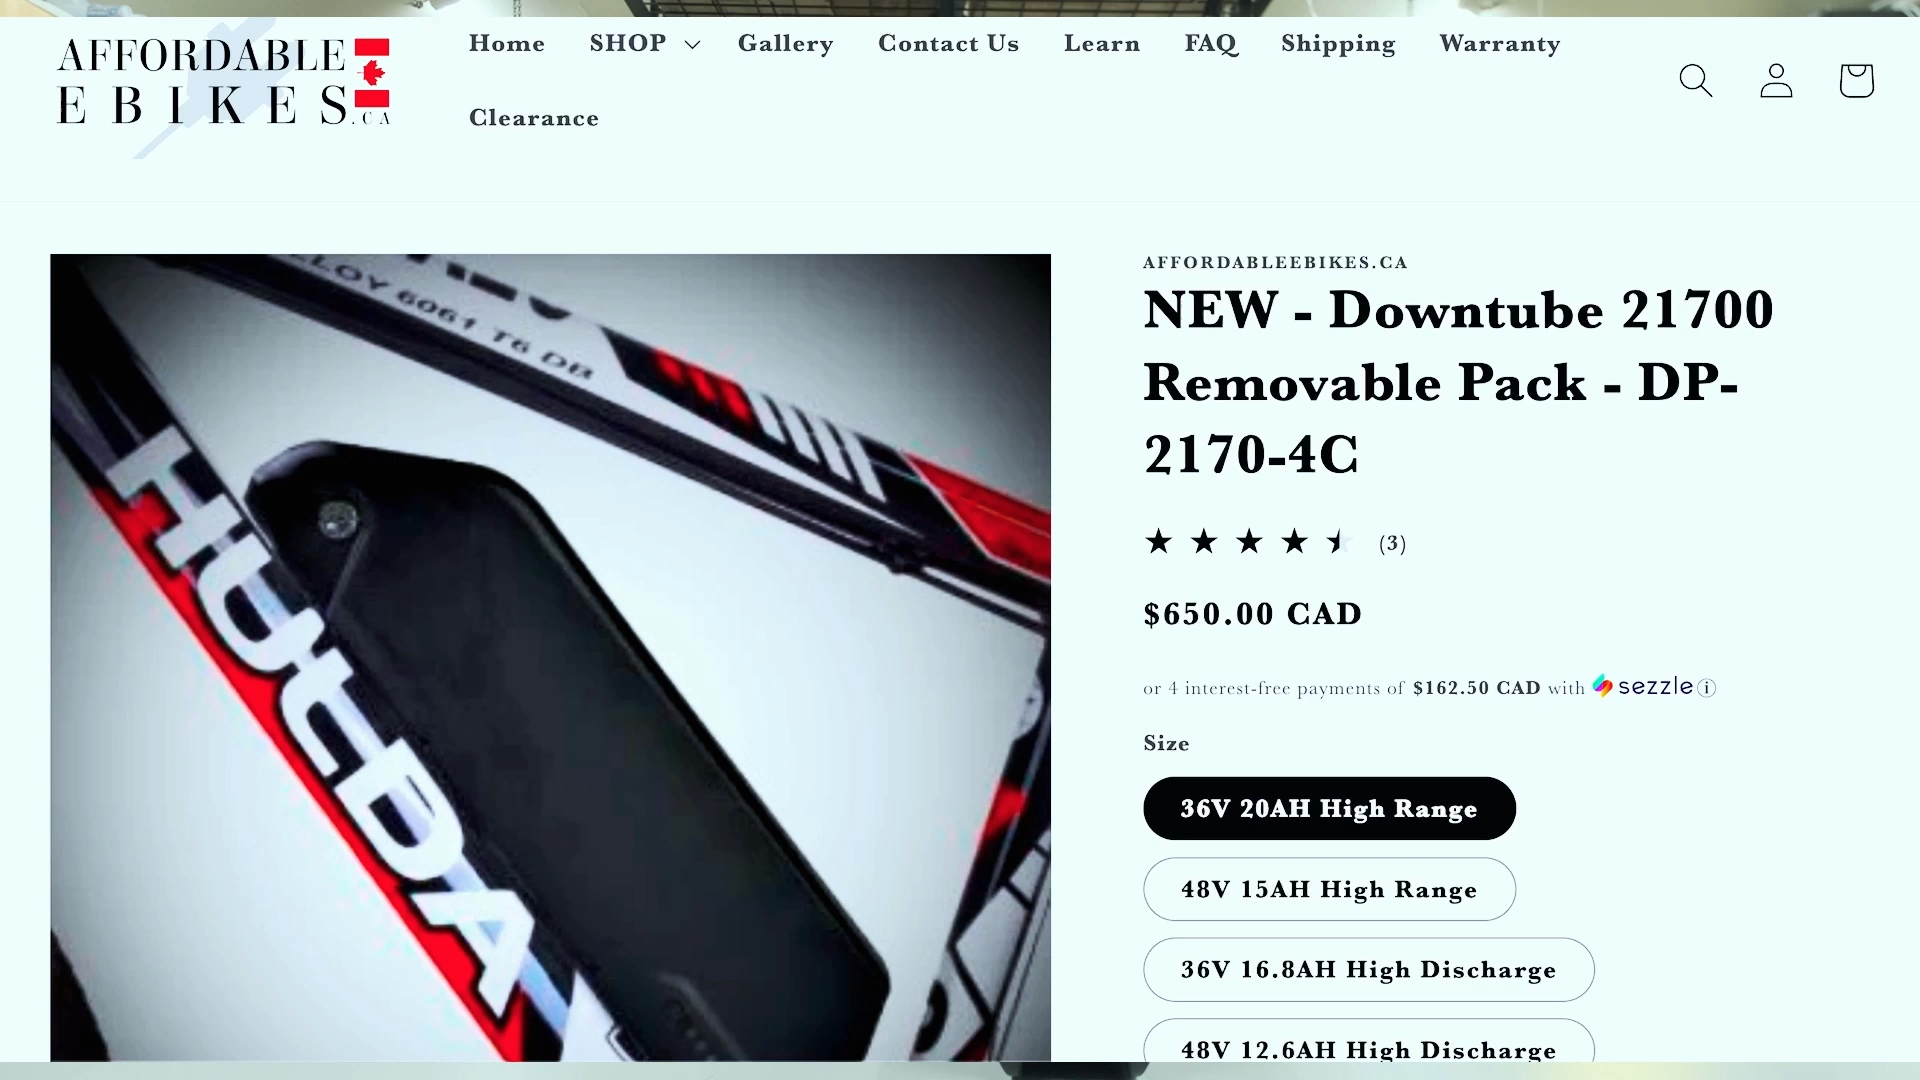 AFFORDABLE
EBIKES.CA
Home SHOP Gallery Contact Us Learn FAQ Shipping Warranty
Clearance
ALLOY 6061 T6 DB
HULDA
AFFORDABLEEBIKES.CA
NEW - Downtube 21700
Removable Pack - DP-
2170-4C
(3)
$650.00 CAD
or 4 interest-free payments of $162.50 CAD with sezzle
Size
36V 20AH High Range
48V 15AH High Range
36V 16.8AH High Discharge
48V 12.6AH High Discharge